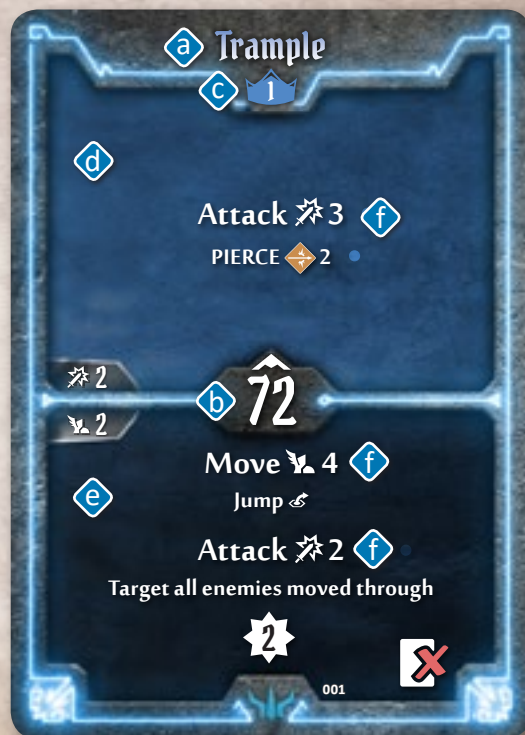 a Trample
c 1
d
Attack 3 f
PIERCE 2
2
b 72
2
Move 4 f
e
Jump
Attack 2 f
Target all enemies moved through
2
001